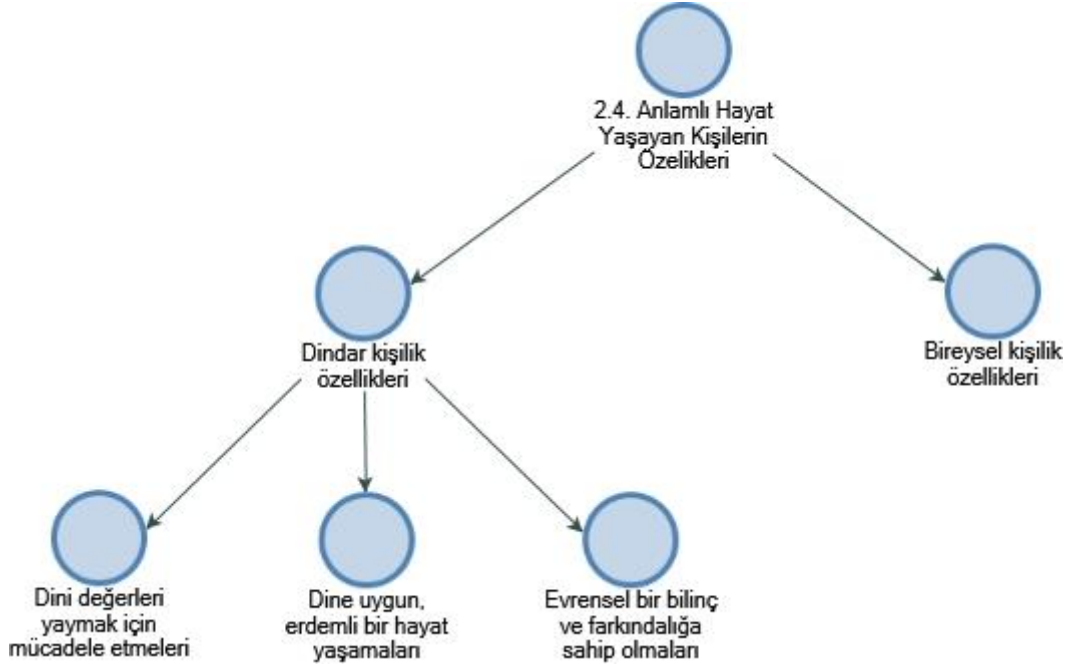 2.4. Anlamlı Hayat
Yaşayan Kişilerin
Özelikleri
Dindar kişilik
özellikleri
Bireysel kişilik
özellikleri
Dini değerleri
yaymak için
mücadele etmeleri
Dine uygun,
erdemli bir hayat
yaşamaları
Evrensel bir bilinç
ve farkındalığa
sahip olmaları